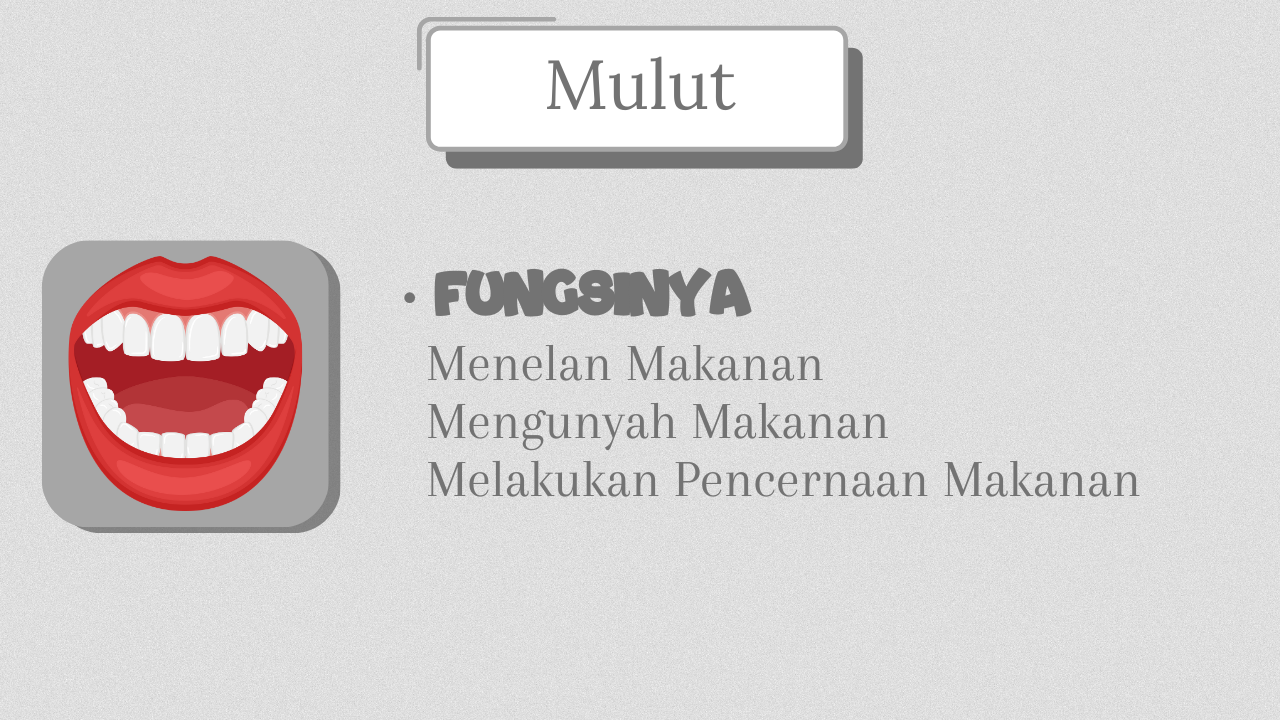 Mulut
• FUNGSINYA
Menelan Makanan
Mengunyah Makanan
Melakukan Pencernaan Makanan